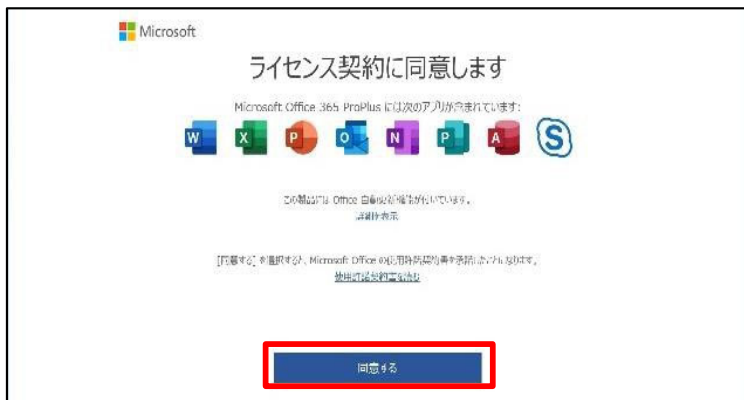 Microsoft
ライセンス契約に同意します
Microsoft Office 365 ProPlus には次のアプリが含まれています:
W X P O N P A S
この製品には Office 自動更新機能が付いています。
詳細を表示
[同意する] を選択すると、Microsoft Office の使用許諾契約書を承諾したことになります。
使用許諾契約書を読む
同意する